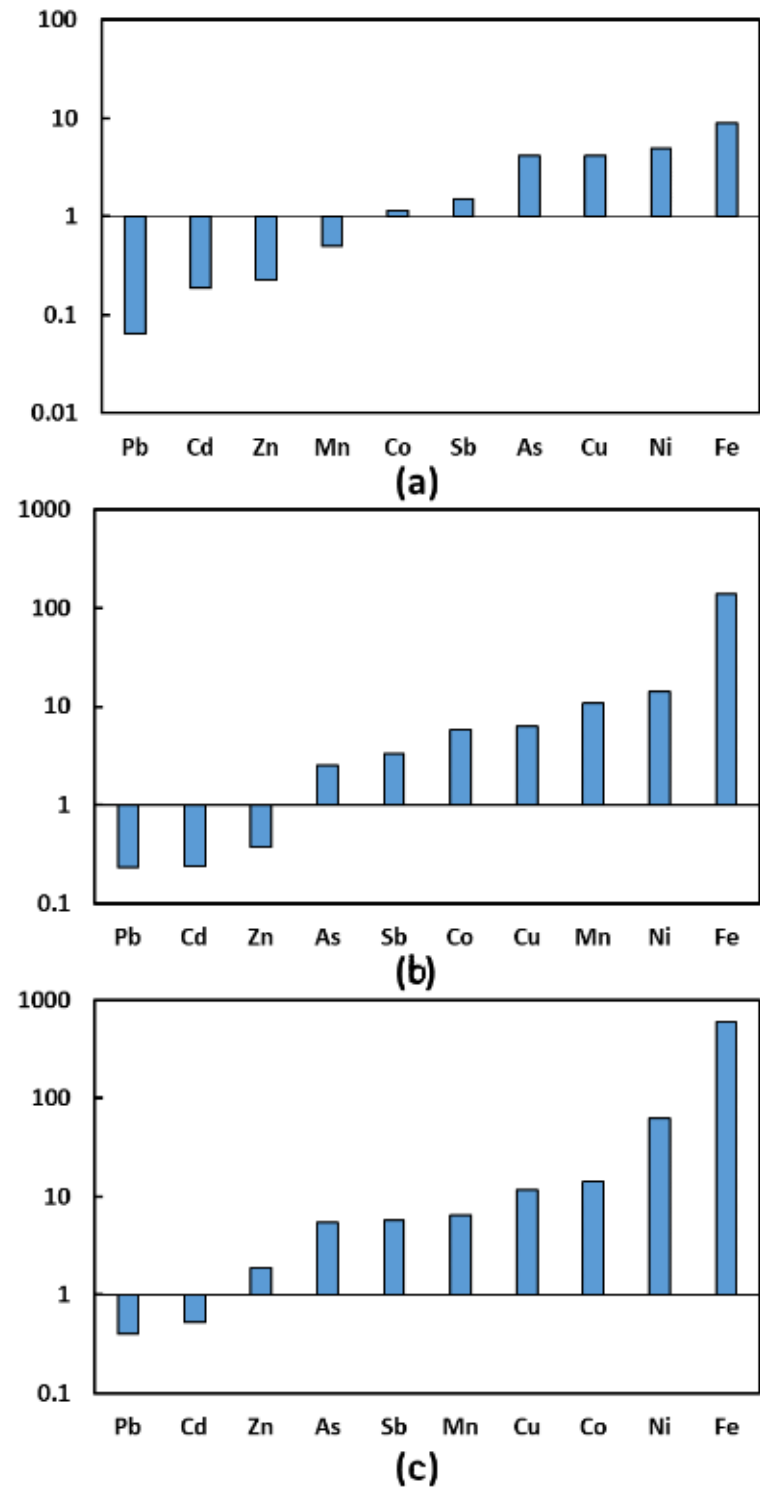 100
10
1
0.1
0.01
Pb Cd Zn Mn Co Sb As Cu Ni Fe
(a)
1000
100
10
1
0.1
Pb Cd Zn As Sb Co Cu Mn Ni Fe
(b)
1000
100
10
1
0.1
Pb Cd Zn As Sb Mn Cu Co Ni Fe
(c)